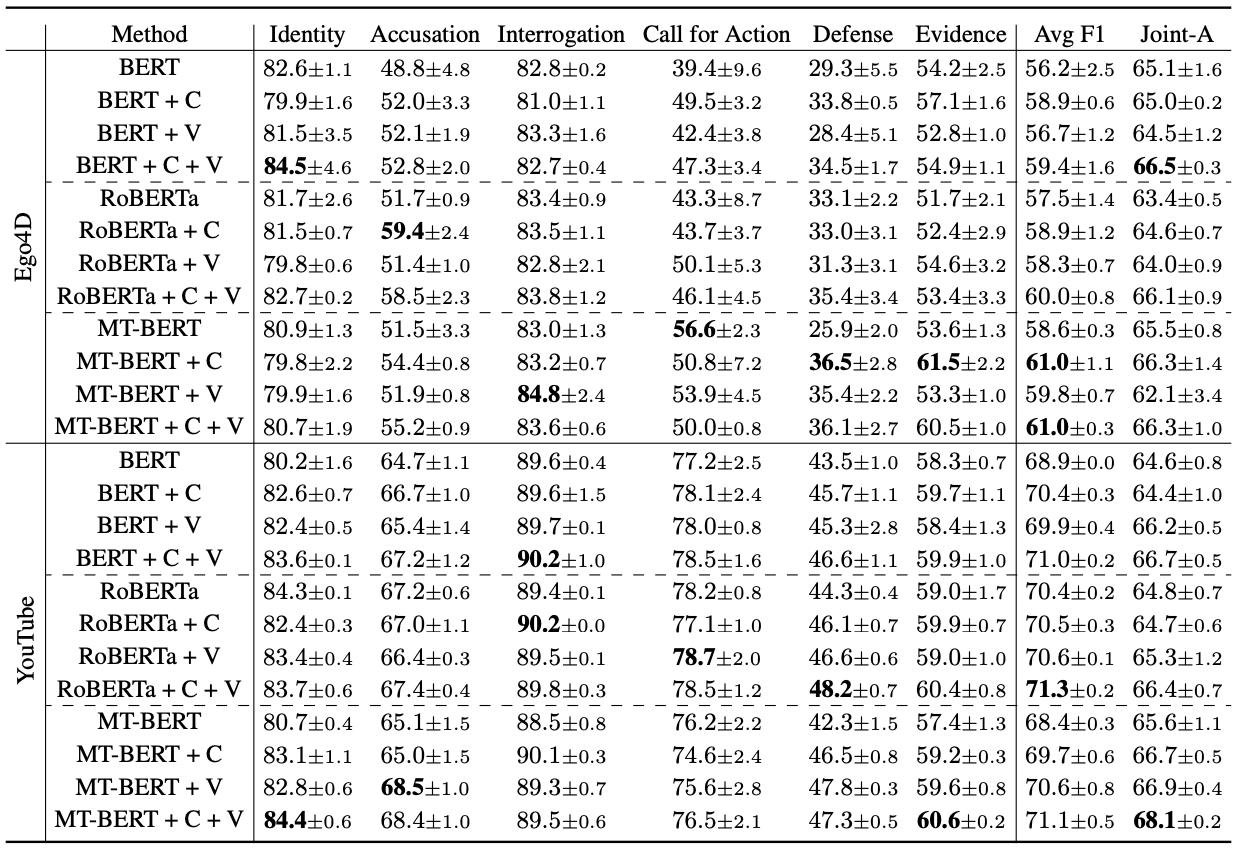 Method Identity Accusation Interrogation Call for Action Defense Evidence Avg F1 Joint-A
Ego4D
BERT 82.6±1.1 48.8±4.8 82.8±0.2 39.4±9.6 29.3±5.5 54.2±2.5 56.2±2.5 65.1±1.6
BERT + C 79.9±1.6 52.0±3.3 81.0±1.1 49.5±3.2 33.8±0.5 57.1±1.6 58.9±0.6 65.0±0.2
BERT + V 81.5±3.5 52.1±1.9 83.3±1.6 42.4±3.8 28.4±5.1 52.8±1.0 56.7±1.2 64.5±1.2
BERT + C + V 84.5±4.6 52.8±2.0 82.7±0.4 47.3±3.4 34.5±1.7 54.9±1.1 59.4±1.6 66.5±0.3
RoBERTa 81.7±2.6 51.7±0.9 83.4±0.9 43.3±8.7 33.1±2.2 51.7±2.1 57.5±1.4 63.4±0.5
RoBERTa + C 81.5±0.7 59.4±2.4 83.5±1.1 43.7±3.7 33.0±3.1 52.4±2.9 58.9±1.2 64.6±0.7
RoBERTa + V 79.8±0.6 51.4±1.0 82.8±2.1 50.1±5.3 31.3±3.1 54.6±3.2 58.3±0.7 64.0±0.9
RoBERTa + C + V 82.7±0.2 58.5±2.3 83.8±1.2 46.1±4.5 35.4±3.4 53.4±3.3 60.0±0.8 66.1±0.9
MT-BERT 80.9±1.3 51.5±3.3 83.0±1.3 56.6±2.3 25.9±2.0 53.6±1.3 58.6±0.3 65.5±0.8
MT-BERT + C 79.8±2.2 54.4±0.8 83.2±0.7 50.8±7.2 36.5±2.8 61.5±2.2 61.0±1.1 66.3±1.4
MT-BERT + V 79.9±1.6 51.9±0.8 84.8±2.4 53.9±4.5 35.4±2.2 53.3±1.0 59.8±0.7 62.1±3.4
MT-BERT + C + V 80.7±1.9 55.2±0.9 83.6±0.6 50.0±0.8 36.1±2.7 60.5±1.0 61.0±0.3 66.3±1.0
YouTube
BERT 80.2±1.6 64.7±1.1 89.6±0.4 77.2±2.5 43.5±1.0 58.3±0.7 68.9±0.0 64.6±0.8
BERT + C 82.6±0.7 66.7±1.0 89.6±1.5 78.1±2.4 45.7±1.1 59.7±1.1 70.4±0.3 64.4±1.0
BERT + V 82.4±0.5 65.4±1.4 89.7±0.1 78.0±0.8 45.3±2.8 58.4±1.3 69.9±0.4 66.2±0.5
BERT + C + V 83.6±0.1 67.2±1.2 90.2±1.0 78.5±1.6 46.6±1.1 59.9±1.0 71.0±0.2 66.7±0.5
RoBERTa 84.3±0.1 67.2±0.6 89.4±0.1 78.2±0.8 44.3±0.4 59.0±1.7 70.4±0.2 64.8±0.7
RoBERTa + C 82.4±0.3 67.0±1.1 90.2±0.0 77.1±1.0 46.1±0.7 59.9±0.7 70.5±0.3 64.7±0.6
RoBERTa + V 83.4±0.4 66.4±0.3 89.5±0.1 78.7±2.0 46.6±0.6 59.0±1.0 70.6±0.1 65.3±1.2
RoBERTa + C + V 83.7±0.6 67.4±0.4 89.8±0.3 78.5±1.2 48.2±0.7 60.4±0.8 71.3±0.2 66.4±0.7
MT-BERT 80.7±0.4 65.1±1.5 88.5±0.8 76.2±2.2 42.3±1.5 57.4±1.3 68.4±0.3 65.6±1.1
MT-BERT + C 83.1±1.1 65.0±1.5 90.1±0.3 74.6±2.4 46.5±0.8 59.2±0.3 69.7±0.6 66.7±0.5
MT-BERT + V 82.8±0.6 68.5±1.0 89.3±0.7 75.6±2.8 47.8±0.3 59.6±0.8 70.6±0.8 66.9±0.4
MT-BERT + C + V 84.4±0.6 68.4±1.0 89.5±0.6 76.5±2.1 47.3±0.5 60.6±0.2 71.1±0.5 68.1±0.2